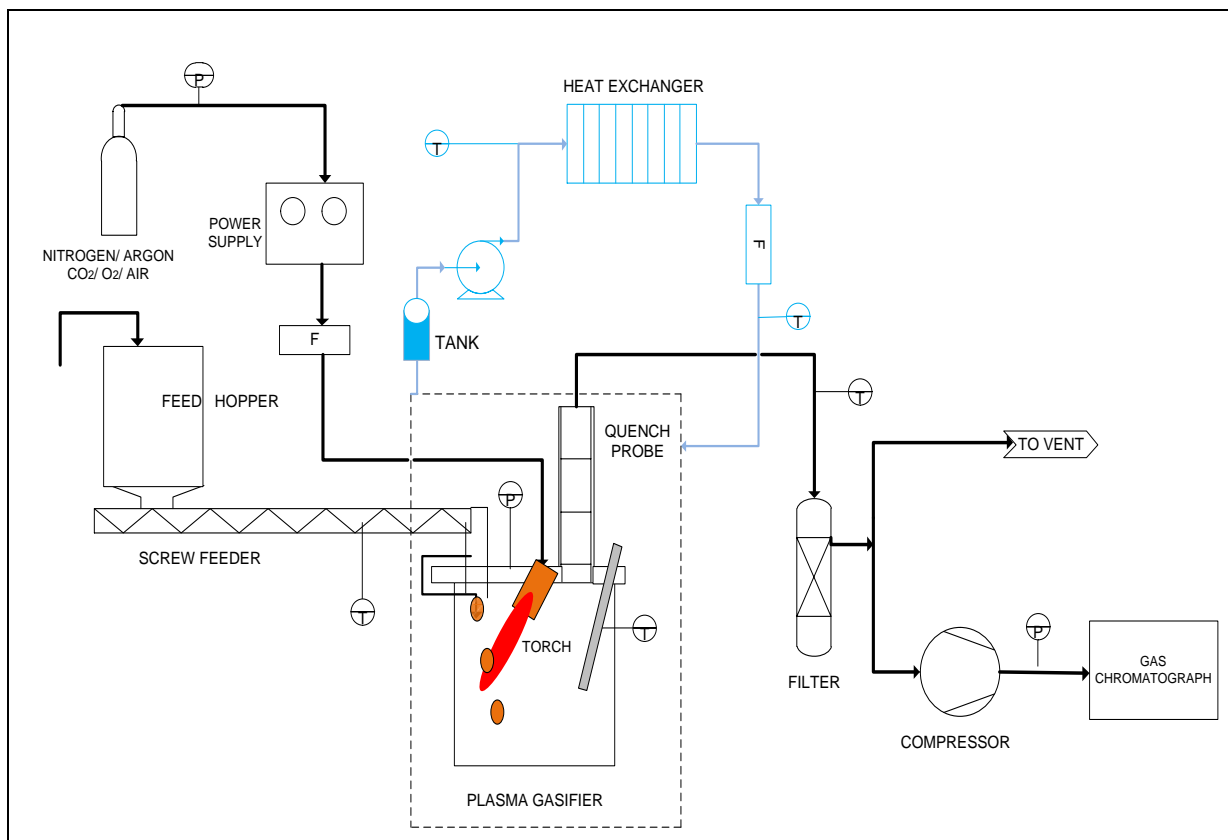 P
HEAT EXCHANGER
T
POWER
SUPPLY
NITROGEN/ ARGON
CO2/ O2/ AIR
F
F
TANK
T
FEED HOPPER
T
QUENCH
PROBE
TO VENT
P
SCREW FEEDER
T
TORCH
T
FILTER
P
GAS
CHROMATOGRAPH
COMPRESSOR
PLASMA GASIFIER